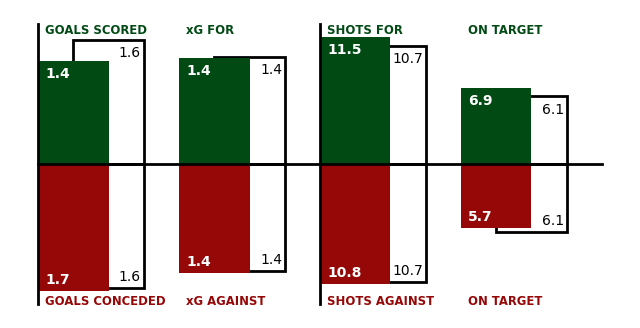 GOALS SCORED xG FOR SHOTS FOR ON TARGET
1.4 1.6 1.4 1.4 11.5 10.7 6.9 6.1
1.7 1.6 1.4 1.4 10.8 10.7 5.7 6.1
GOALS CONCEDED xG AGAINST SHOTS AGAINST ON TARGET